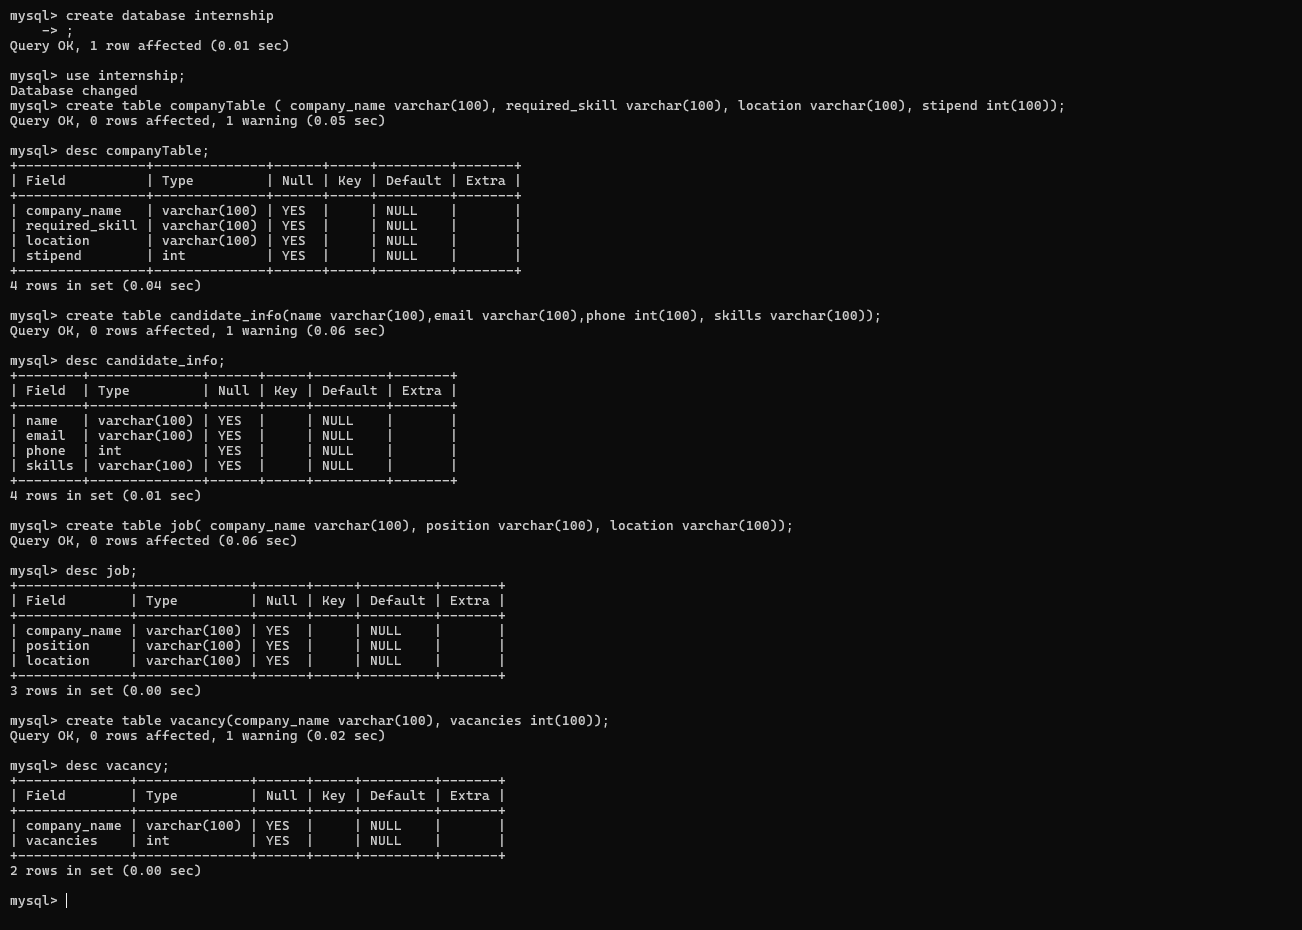 mysql> create database internship
    -> ;
Query OK, 1 row affected (0.01 sec)

mysql> use internship;
Database changed
mysql> create table companyTable ( company_name varchar(100), required_skill varchar(100), location varchar(100), stipend int(100));
Query OK, 0 rows affected, 1 warning (0.05 sec)

mysql> desc companyTable;
+----------------+--------------+------+-----+---------+-------+
| Field          | Type         | Null | Key | Default | Extra |
+----------------+--------------+------+-----+---------+-------+
| company_name   | varchar(100) | YES  |     | NULL    |       |
| required_skill | varchar(100) | YES  |     | NULL    |       |
| location       | varchar(100) | YES  |     | NULL    |       |
| stipend        | int          | YES  |     | NULL    |       |
+----------------+--------------+------+-----+---------+-------+
4 rows in set (0.04 sec)

mysql> create table candidate_info(name varchar(100),email varchar(100),phone int(100), skills varchar(100));
Query OK, 0 rows affected, 1 warning (0.06 sec)

mysql> desc candidate_info;
+--------+--------------+------+-----+---------+-------+
| Field  | Type         | Null | Key | Default | Extra |
+--------+--------------+------+-----+---------+-------+
| name   | varchar(100) | YES  |     | NULL    |       |
| email  | varchar(100) | YES  |     | NULL    |       |
| phone  | int          | YES  |     | NULL    |       |
| skills | varchar(100) | YES  |     | NULL    |       |
+--------+--------------+------+-----+---------+-------+
4 rows in set (0.01 sec)

mysql> create table job( company_name varchar(100), position varchar(100), location varchar(100));
Query OK, 0 rows affected (0.06 sec)

mysql> desc job;
+--------------+--------------+------+-----+---------+-------+
| Field        | Type         | Null | Key | Default | Extra |
+--------------+--------------+------+-----+---------+-------+
| company_name | varchar(100) | YES  |     | NULL    |       |
| position     | varchar(100) | YES  |     | NULL    |       |
| location     | varchar(100) | YES  |     | NULL    |       |
+--------------+--------------+------+-----+---------+-------+
3 rows in set (0.00 sec)

mysql> create table vacancy(company_name varchar(100), vacancies int(100));
Query OK, 0 rows affected, 1 warning (0.02 sec)

mysql> desc vacancy;
+--------------+--------------+------+-----+---------+-------+
| Field        | Type         | Null | Key | Default | Extra |
+--------------+--------------+------+-----+---------+-------+
| company_name | varchar(100) | YES  |     | NULL    |       |
| vacancies    | int          | YES  |     | NULL    |       |
+--------------+--------------+------+-----+---------+-------+
2 rows in set (0.00 sec)

mysql>